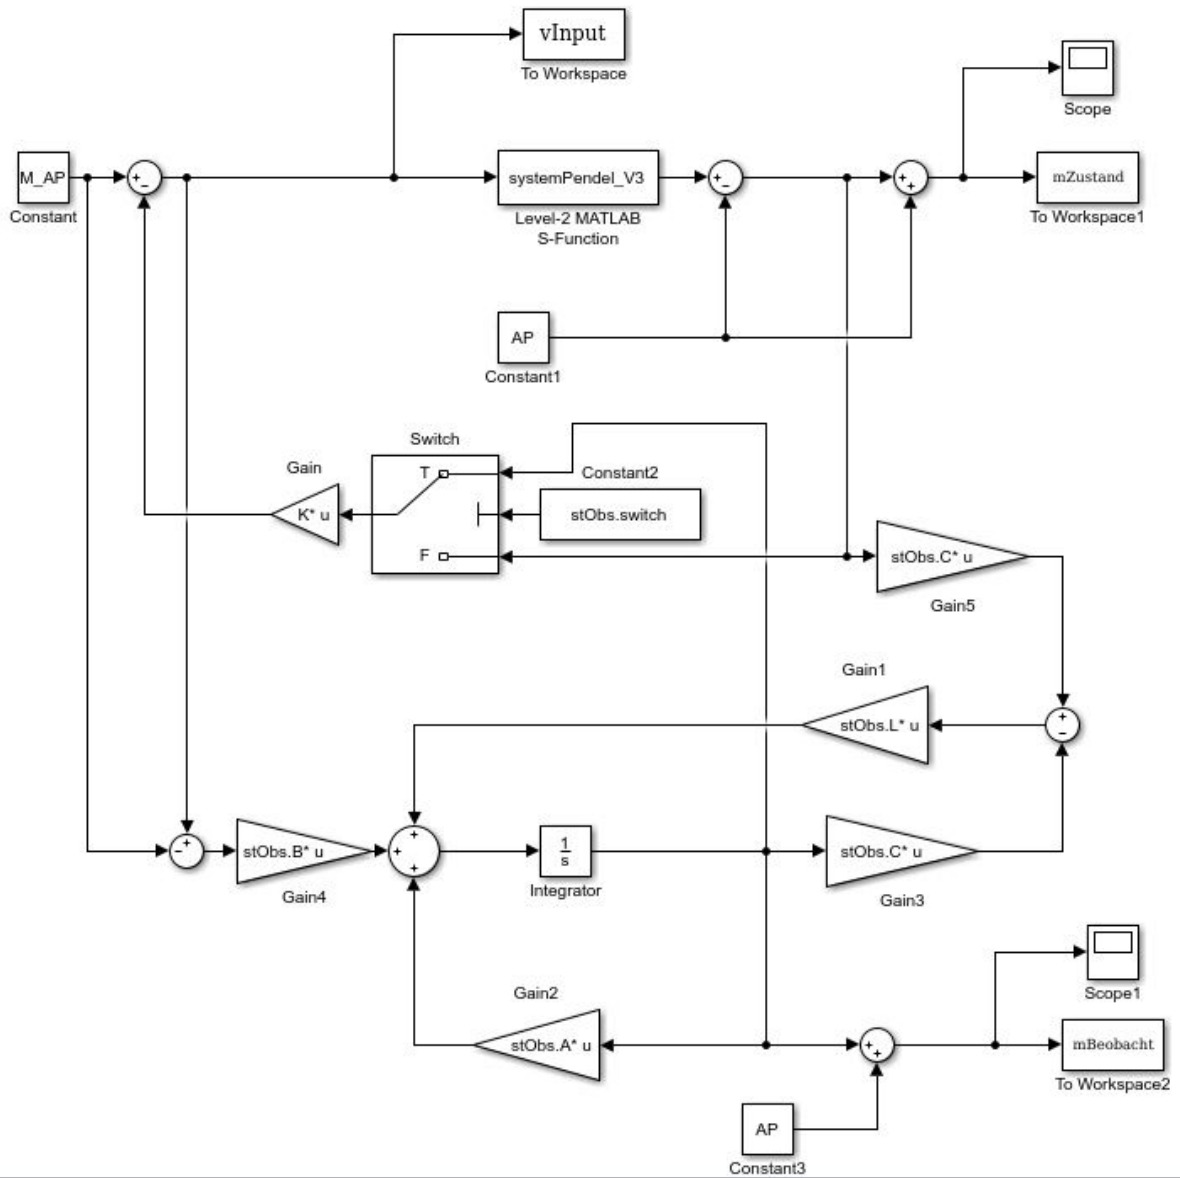 vInput
To Workspace
Scope
M_AP
+
-
systemPendel_V3
+
-
+
+
mZustand
Constant
Level-2 MATLAB
S-Function
To Workspace1
AP
Constant1
Switch
Gain
T
Constant2
K* u
stObs.switch
F
stObs.C* u
Gain5
Gain1
stObs.L* u
+
-
+
-
stObs.B* u
+
+
+
1
s
stObs.C* u
Gain4
Integrator
Gain3
Scope1
Gain2
stObs.A* u
+
+
mBeobacht
To Workspace2
AP
Constant3